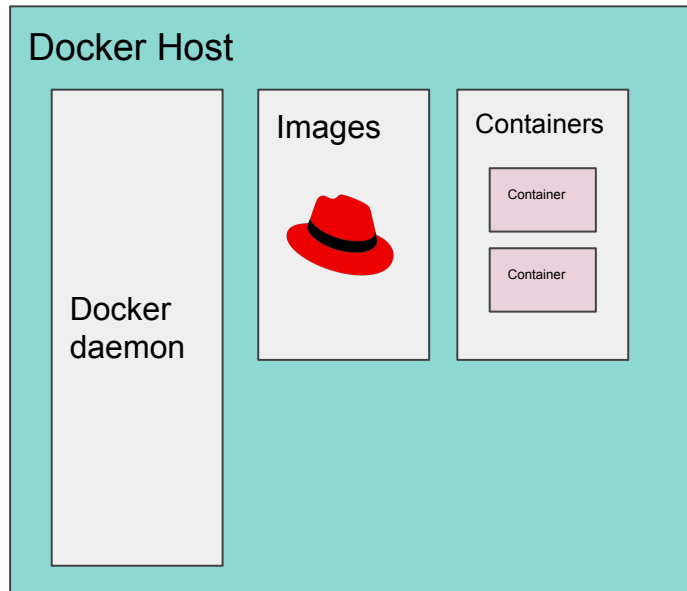 Docker Host
Images
Containers
Container
Container
Docker
daemon